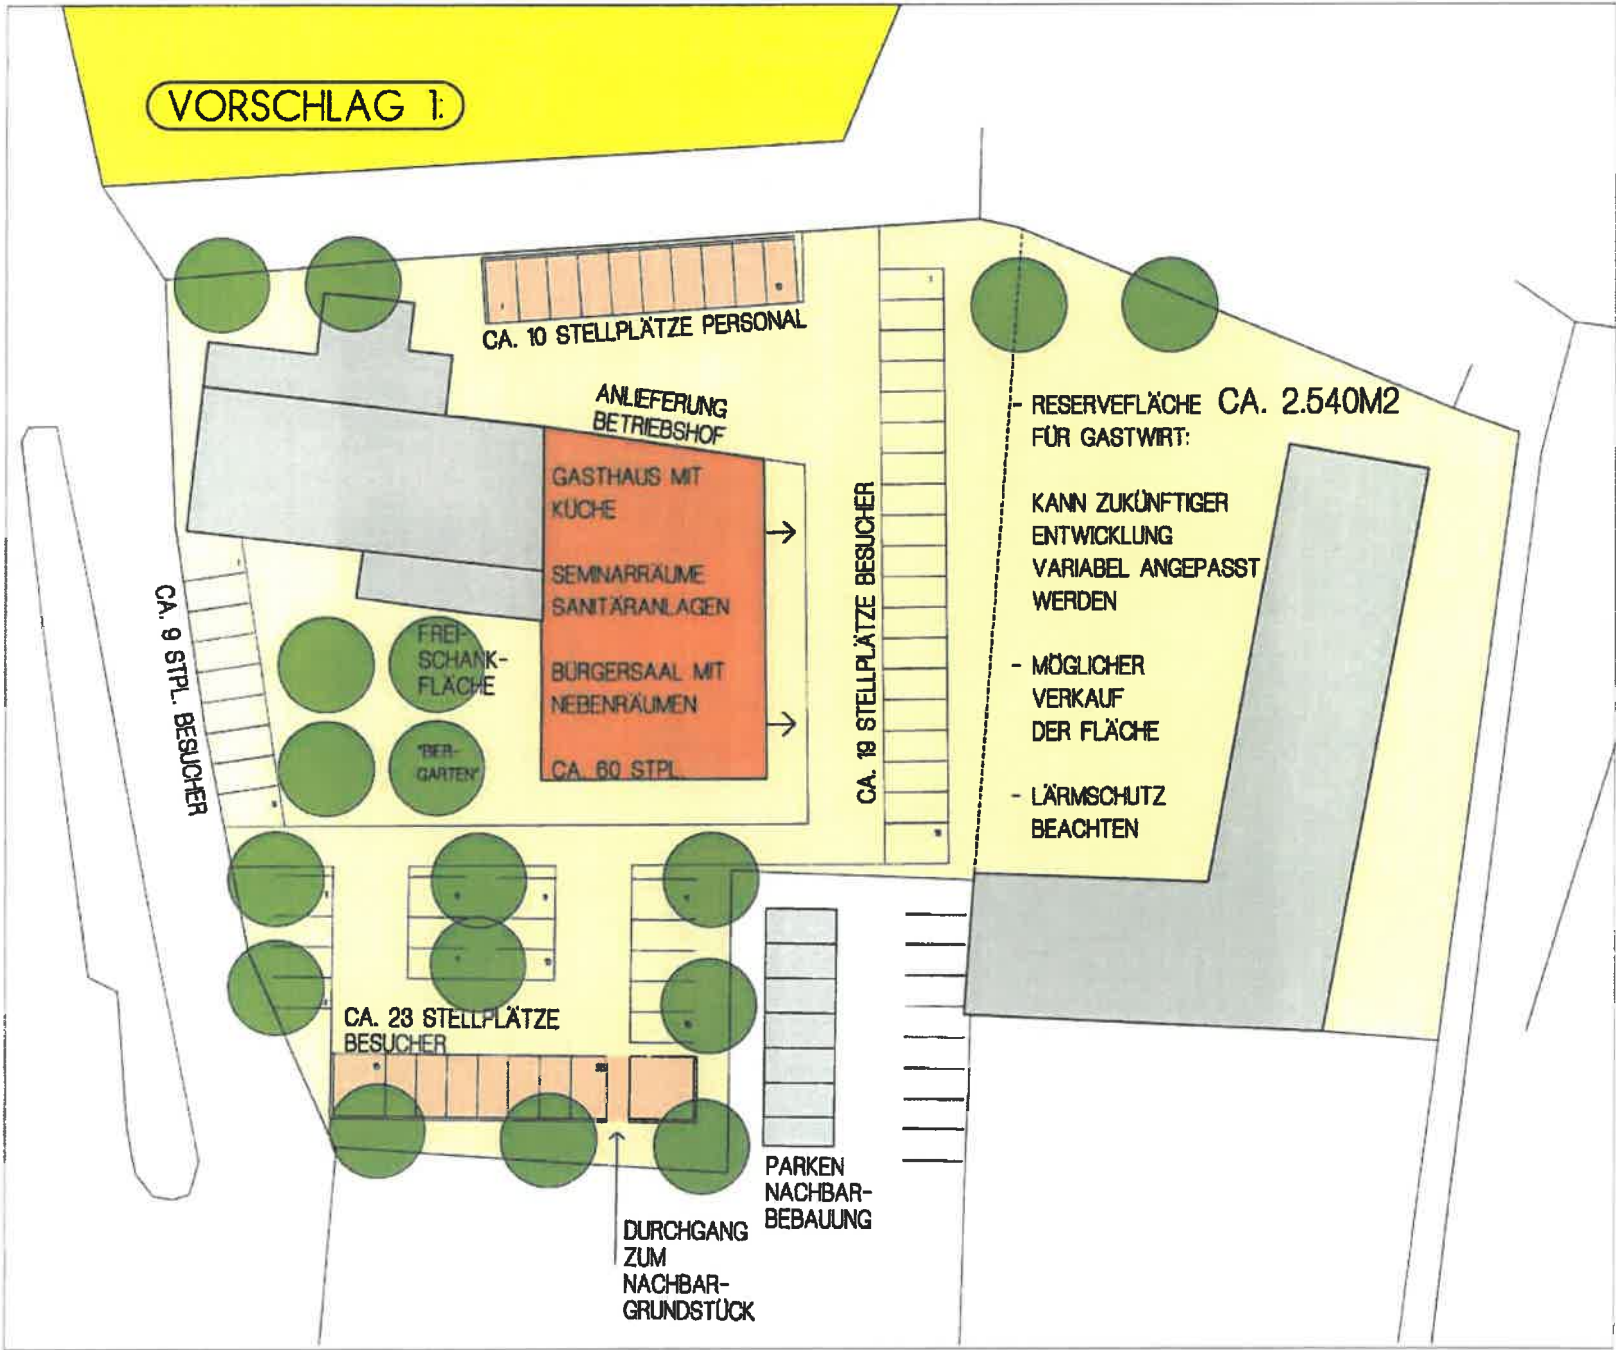 VORSCHLAG 1:
CA. 10 STELLPLÄTZE PERSONAL
ANLIEFERUNG
BETRIEBSHOF
GASTHAUS MIT
KÜCHE
SEMINARRÄUME
SANITÄRANLAGEN
BÜRGERSAAL MIT
NEBENRÄUMEN
CA. 60 STPL.
FREI-
SCHANK-
FLÄCHE
"BER-
GARTEN"
CA. 9 STPL. BESUCHER
CA. 19 STELLPLÄTZE BESUCHER
- RESERVEFLÄCHE CA. 2.540M2
FÜR GASTWIRT:
KANN ZUKÜNFTIGER
ENTWICKLUNG
VARIABEL ANGEPASST
WERDEN
- MÖGLICHER
VERKAUF
DER FLÄCHE
- LÄRMSCHUTZ
BEACHTEN
CA. 23 STELLPLÄTZE
BESUCHER
PARKEN
NACHBAR-
BEBAUUNG
DURCHGANG
ZUM
NACHBAR-
GRUNDSTÜCK